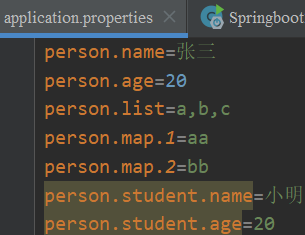 application.properties
Springboot
person.name=张三
person.age=20
person.list=a,b,c
person.map.1=aa
person.map.2=bb
person.student.name=小明
person.student.age=20